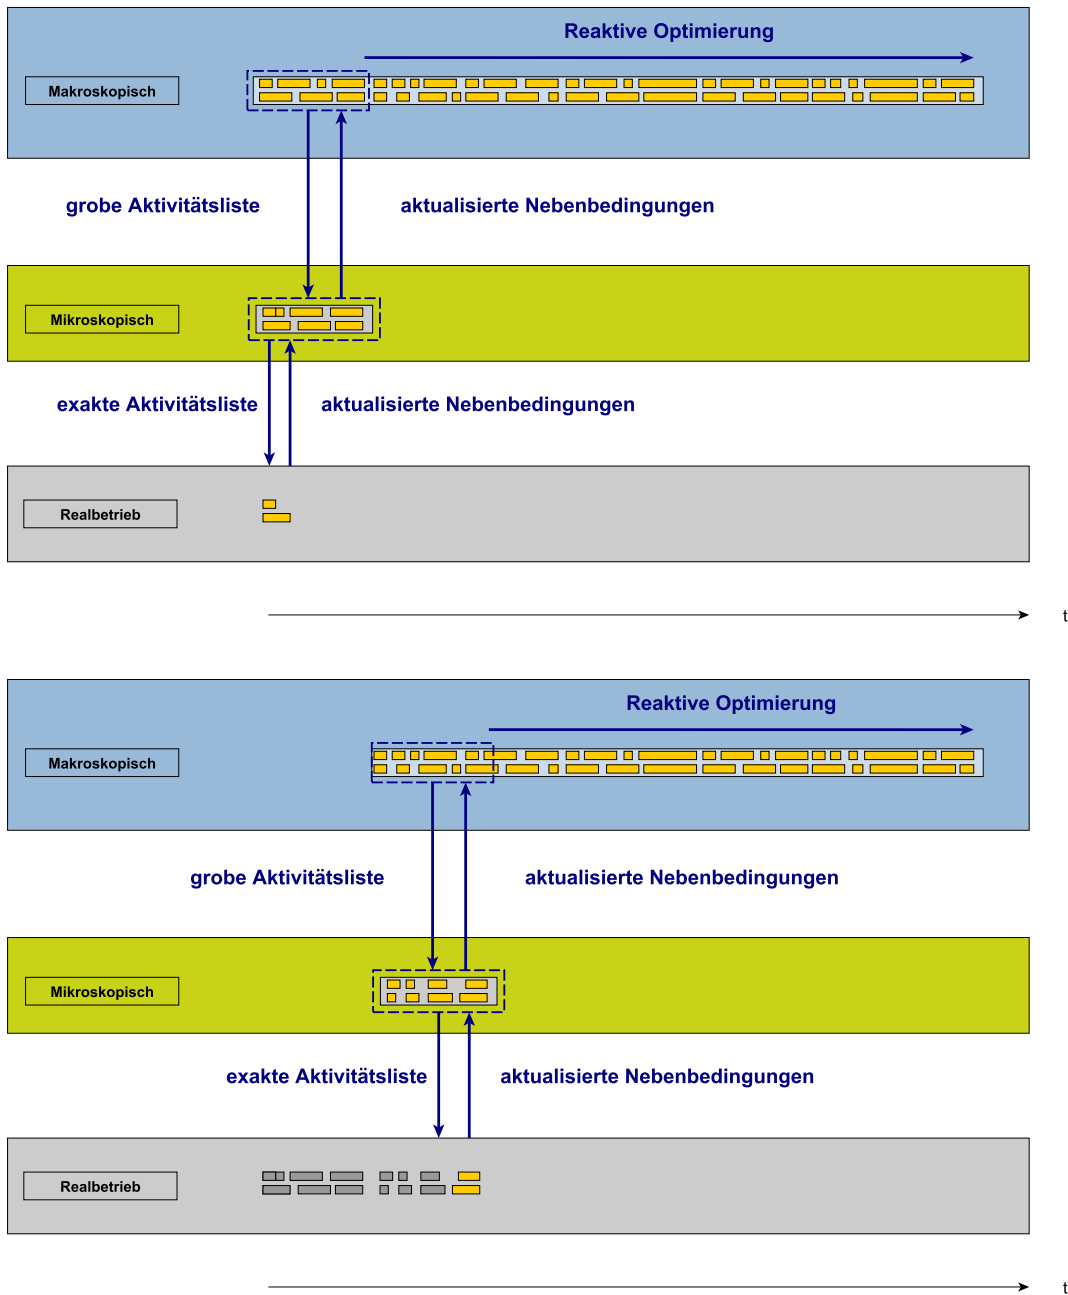 Reaktive Optimierung
Makroskopisch
grobe Aktivitätsliste
aktualisierte Nebenbedingungen
Mikroskopisch
exakte Aktivitätsliste
aktualisierte Nebenbedingungen
Realbetrieb
t
Reaktive Optimierung
Makroskopisch
grobe Aktivitätsliste
aktualisierte Nebenbedingungen
Mikroskopisch
exakte Aktivitätsliste
aktualisierte Nebenbedingungen
Realbetrieb
t